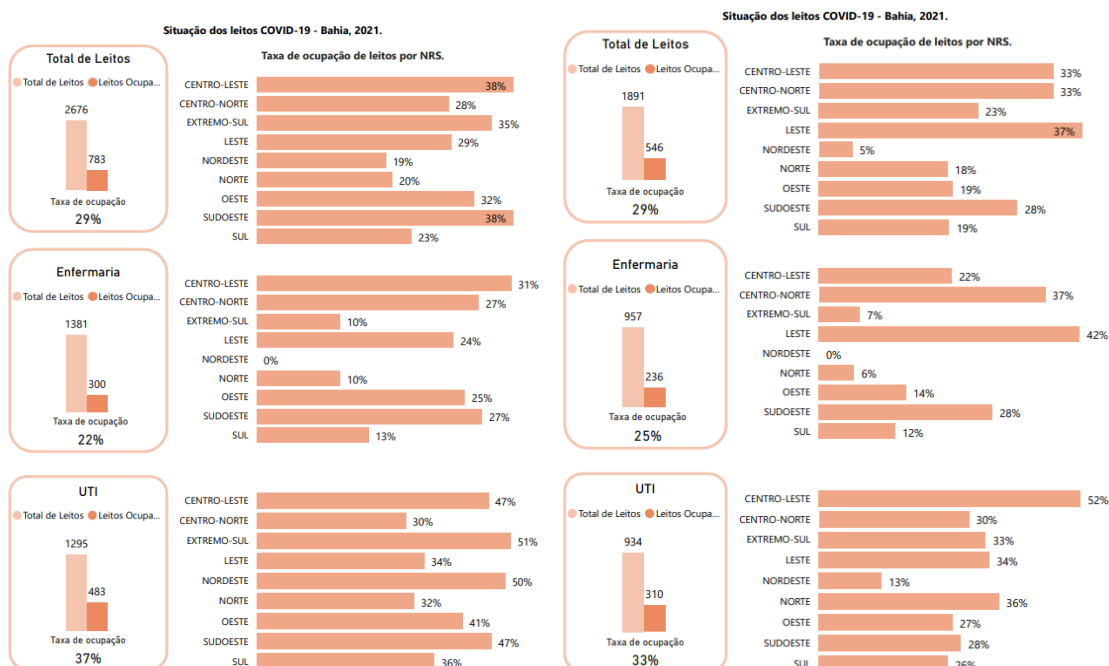 Situação dos leitos COVID-19 - Bahia, 2021.
Total de Leitos
Total de Leitos Leitos Ocupa...
2676
783
Taxa de ocupação
29%
Taxa de ocupação de leitos por NRS.
CENTRO-LESTE 38%
CENTRO-NORTE 28%
EXTREMO-SUL 35%
LESTE 29%
NORDESTE 19%
NORTE 20%
OESTE 32%
SUDOESTE 38%
SUL 23%
Enfermaria
Total de Leitos Leitos Ocupa...
1381
300
Taxa de ocupação
22%
CENTRO-LESTE 31%
CENTRO-NORTE 27%
EXTREMO-SUL 10%
LESTE 24%
NORDESTE 0%
NORTE 10%
OESTE 25%
SUDOESTE 27%
SUL 13%
UTI
Total de Leitos Leitos Ocupa...
1295
483
Taxa de ocupação
37%
CENTRO-LESTE 47%
CENTRO-NORTE 30%
EXTREMO-SUL 51%
LESTE 34%
NORDESTE 50%
NORTE 32%
OESTE 41%
SUDOESTE 47%
SUL 36%
Situação dos leitos COVID-19 - Bahia, 2021.
Total de Leitos
Total de Leitos Leitos Ocupa...
1891
546
Taxa de ocupação
29%
Taxa de ocupação de leitos por NRS.
CENTRO-LESTE 33%
CENTRO-NORTE 33%
EXTREMO-SUL 23%
LESTE 37%
NORDESTE 5%
NORTE 18%
OESTE 19%
SUDOESTE 28%
SUL 19%
Enfermaria
Total de Leitos Leitos Ocupa...
957
236
Taxa de ocupação
25%
CENTRO-LESTE 22%
CENTRO-NORTE 37%
EXTREMO-SUL 7%
LESTE 42%
NORDESTE 0%
NORTE 6%
OESTE 14%
SUDOESTE 28%
SUL 12%
UTI
Total de Leitos Leitos Ocupa...
934
310
Taxa de ocupação
33%
CENTRO-LESTE 52%
CENTRO-NORTE 30%
EXTREMO-SUL 33%
LESTE 34%
NORDESTE 13%
NORTE 36%
OESTE 27%
SUDOESTE 28%
SUL 26%